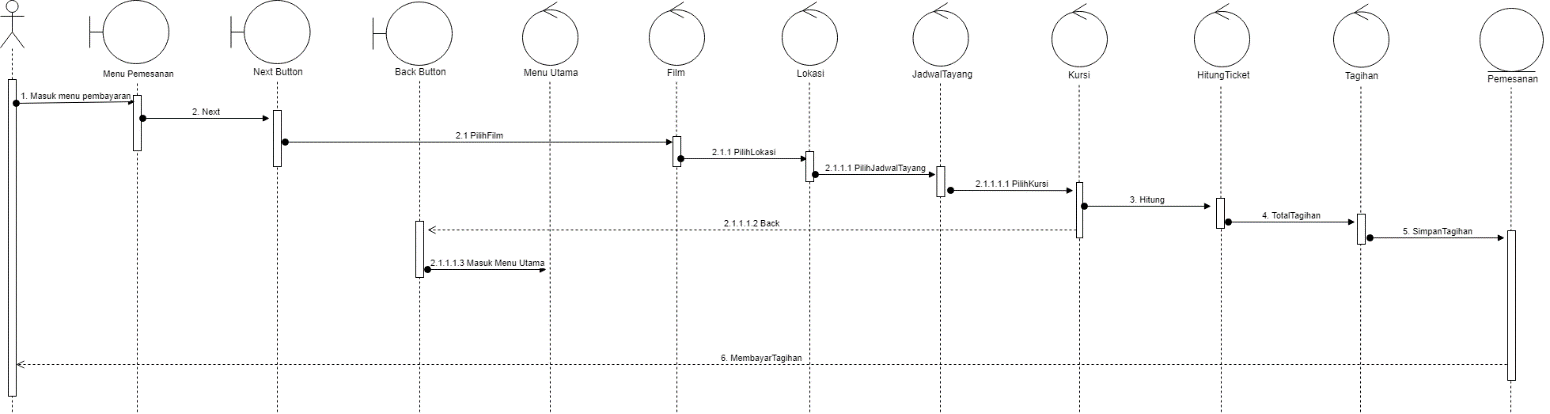 Menu Pemesanan
Next Button
Back Button
Menu Utama
Film
Lokasi
JadwalTayang
Kursi
HitungTicket
Tagihan
Pemesanan
1. Masuk menu pembayaran
2. Next
2.1 PilihFilm
2.1.1 PilihLokasi
2.1.1.1 PilihJadwalTayang
2.1.1.1.1 PilihKursi
3. Hitung
4. TotalTagihan
5. SimpanTagihan
2.1.1.1.2 Back
2.1.1.1.3 Masuk Menu Utama
6. MembayarTagihan